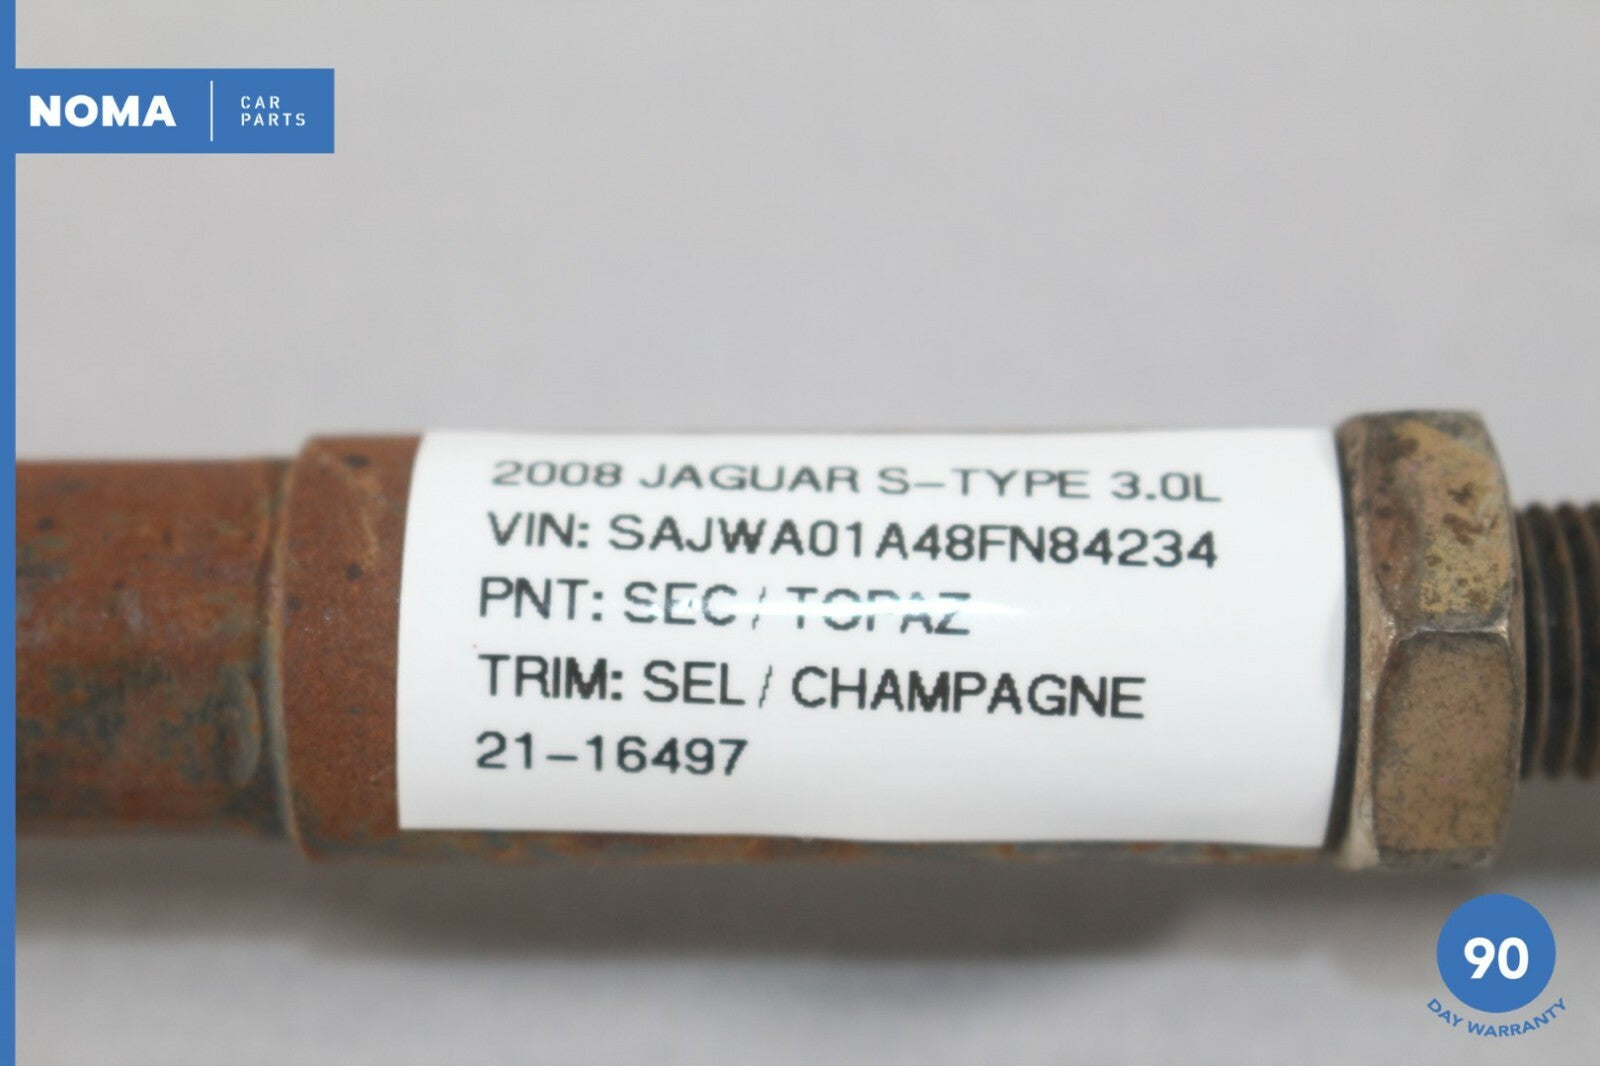 NOMA
CAR
PARTS
2008 JAGUAR S-TYPE 3.0L
VIN: SAJWA01A48FN84234
PNT: SEC / TOPAZ
TRIM: SEL / CHAMPAGNE
21-16497
90
DAY WARRANTY